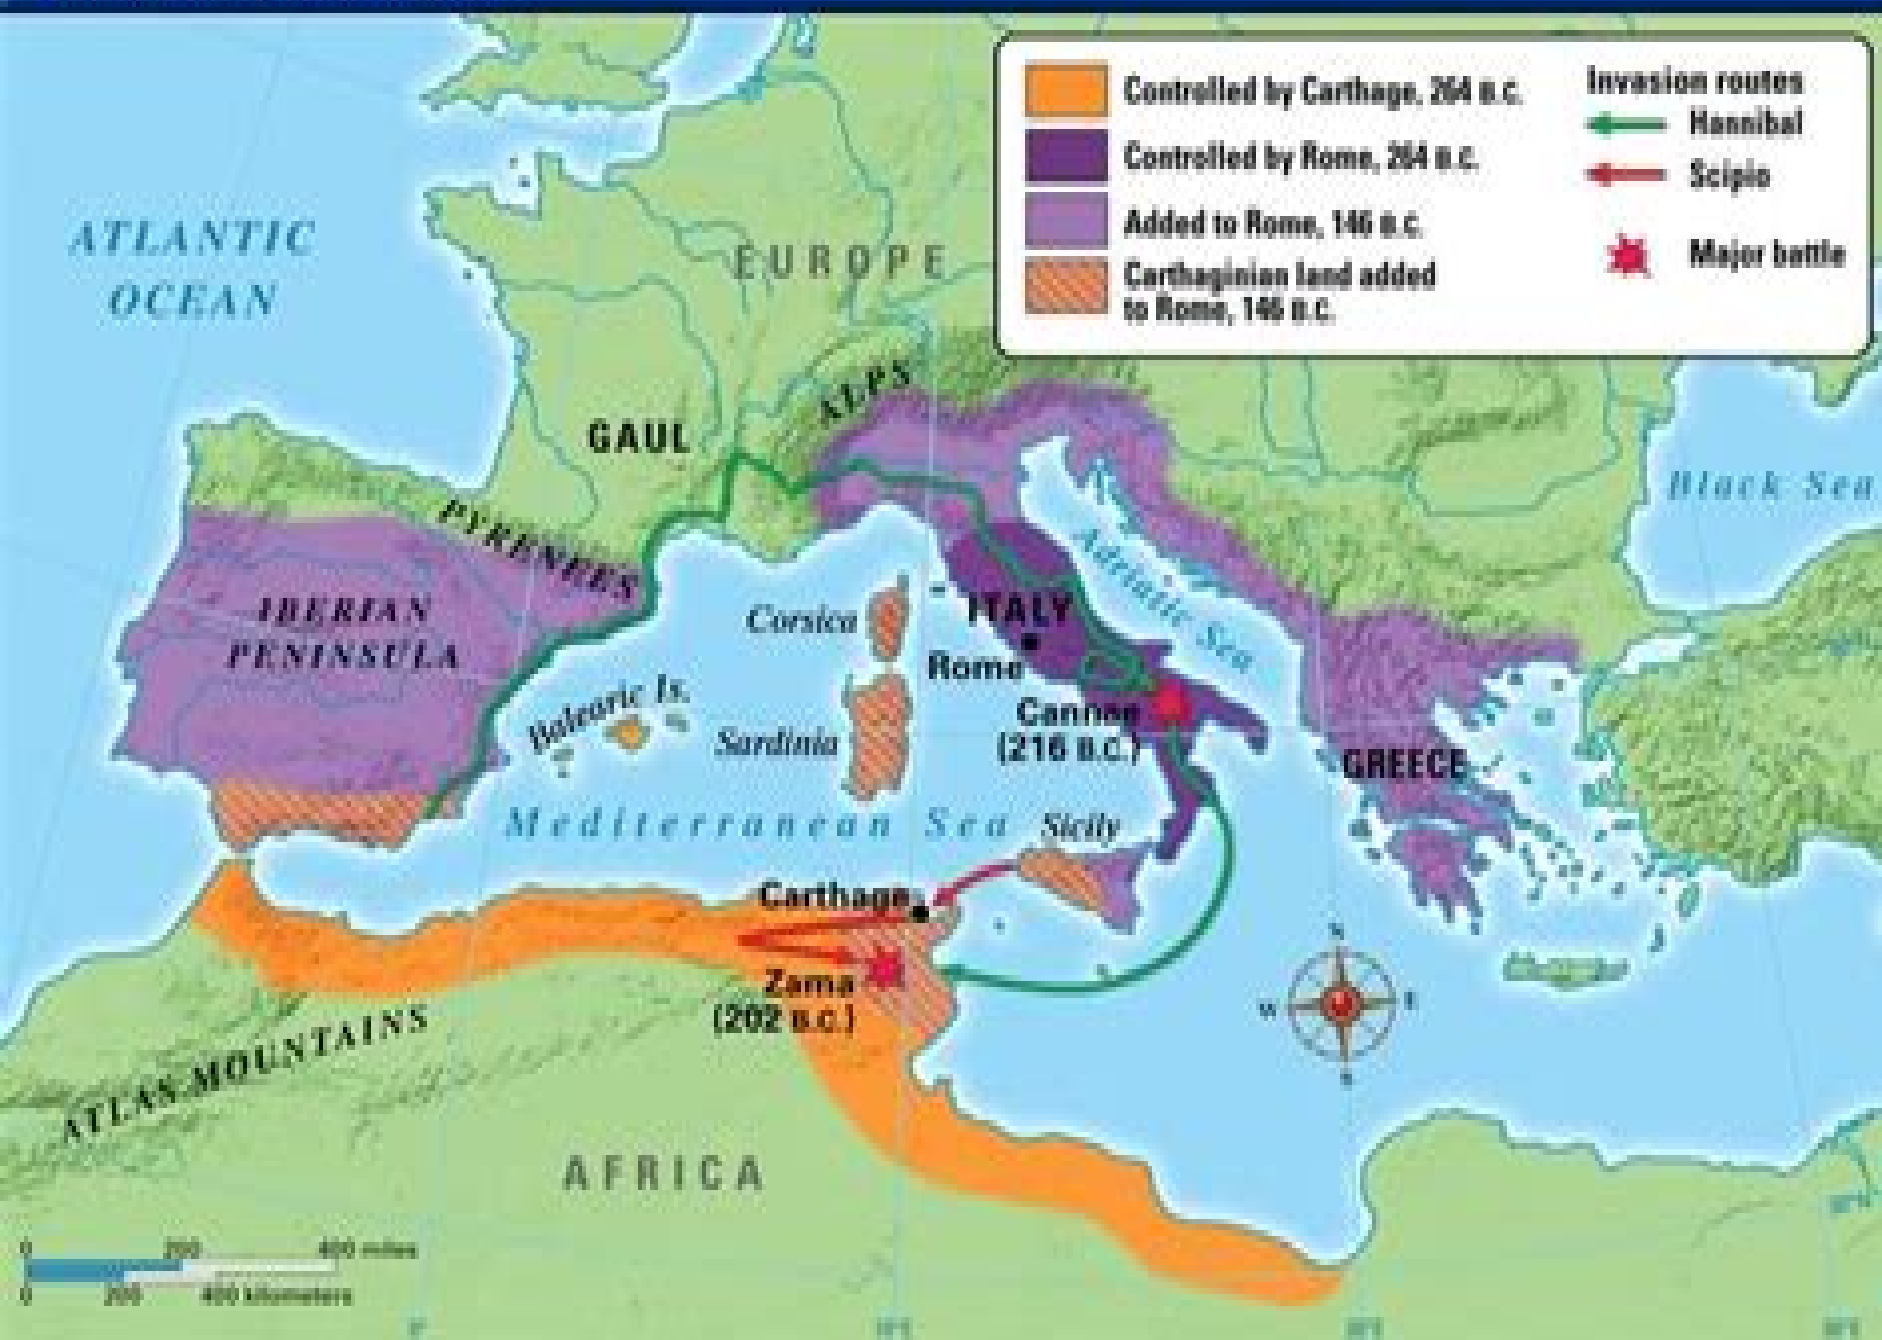 Controlled by Carthage, 264 B.C.
Controlled by Rome, 264 B.C.
Added to Rome, 146 B.C.
Carthaginian land added
to Rome, 146 B.C.
Invasion routes
Hannibal
Scipio
Major battle
ATLANTIC
OCEAN
EUROPE
ALPS
GAUL
Black Sea
PYRENEES
Adriatic Sea
IBERIAN
PENINSULA
Corsica
ITALY
Rome
Balearic Is.
Sardinia
Cannae
(216 B.C.)
GREECE
Mediterranean Sea
Sicily
Carthage
Zama
(202 B.C.)
N
W
E
S
ATLAS MOUNTAINS
AFRICA
0 200 400 miles
0 200 400 kilometers